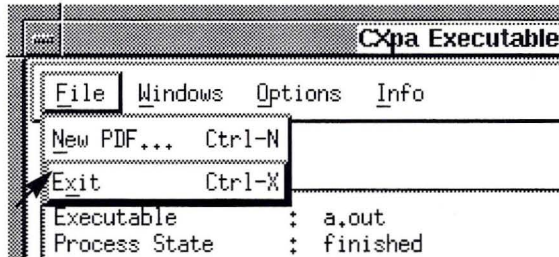 CXpa Executable
File Windows Options Info
New PDF... Ctrl-N
Exit Ctrl-X
Executable : a.out
Process State : finished